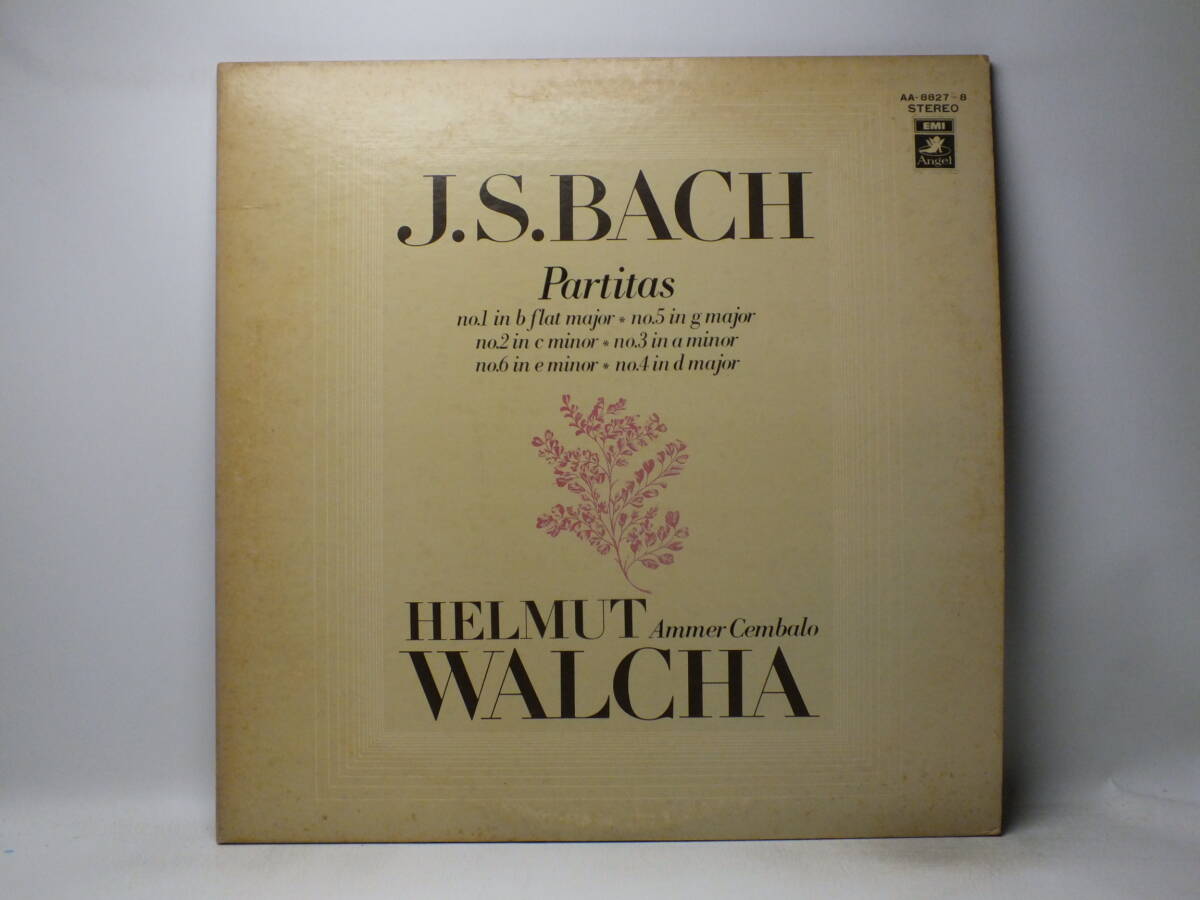 AA-8827-8
STEREO
EMI
Angel
J.S.BACH
Partitas
no.1 in b flat major * no.5 in g major
no.2 in c minor * no.3 in a minor
no.6 in e minor * no.4 in d major
HELMUT Ammer Cembalo
WALCHA